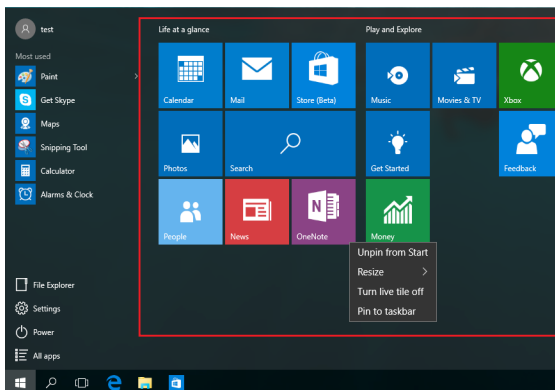 test
Most used
Paint
Get Skype
Maps
Snipping Tool
Calculator
Alarms & Clock
File Explorer
Settings
Power
All apps
Life at a glance
Calendar
Mail
Store (Beta)
Photos
Search
People
News
OneNote
Play and Explore
Music
Movies & TV
Xbox
Get Started
Feedback
Money
Unpin from Start
Resize
Turn live tile off
Pin to taskbar